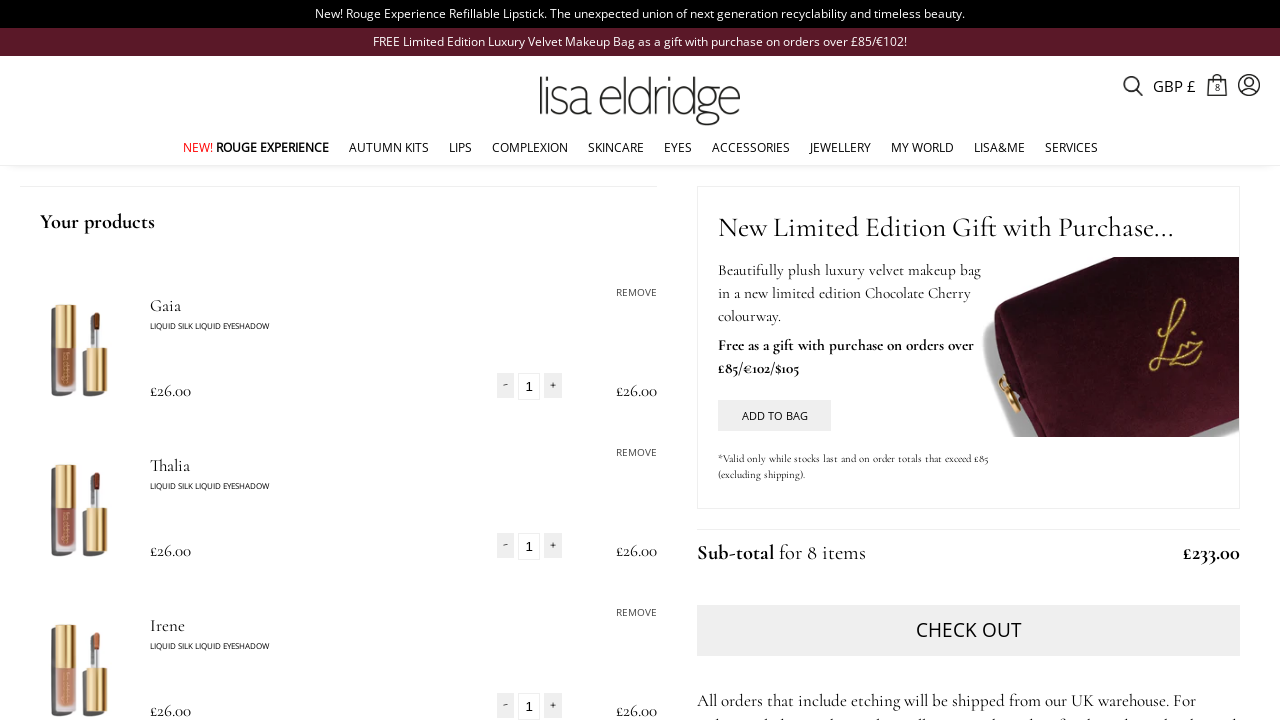 New! Rouge Experience Refillable Lipstick. The unexpected union of next generation recyclability and timeless beauty.
FREE Limited Edition Luxury Velvet Makeup Bag as a gift with purchase on orders over £85/€102!
lisa eldridge
GBP £
8
NEW! ROUGE EXPERIENCE AUTUMN KITS LIPS COMPLEXION SKINCARE EYES ACCESSORIES JEWELLERY MY WORLD LISA&ME SERVICES
Your products
Gaia
REMOVE
LIQUID SILK LIQUID EYESHADOW
£26.00 - 1 + £26.00
Thalia
REMOVE
LIQUID SILK LIQUID EYESHADOW
£26.00 - 1 + £26.00
Irene
REMOVE
LIQUID SILK LIQUID EYESHADOW
£26.00 - 1 + £26.00
New Limited Edition Gift with Purchase...
Beautifully plush luxury velvet makeup bag
in a new limited edition Chocolate Cherry
colourway.
Free as a gift with purchase on orders over
£85/€102/$105
ADD TO BAG
*Valid only while stocks last and on order totals that exceed £85
(excluding shipping).
Sub-total for 8 items £233.00
CHECK OUT
All orders that include etching will be shipped from our UK warehouse. For